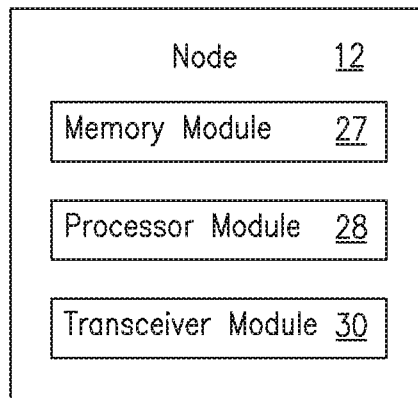 Node 12
Memory Module 27
Processor Module 28
Transceiver Module 30